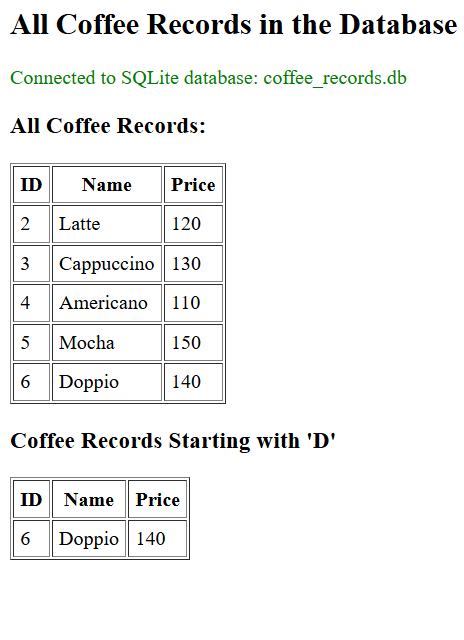 All Coffee Records in the Database
Connected to SQLite database: coffee_records.db
All Coffee Records:
ID Name Price
2 Latte 120
3 Cappuccino 130
4 Americano 110
5 Mocha 150
6 Doppio 140
Coffee Records Starting with 'D'
ID Name Price
6 Doppio 140